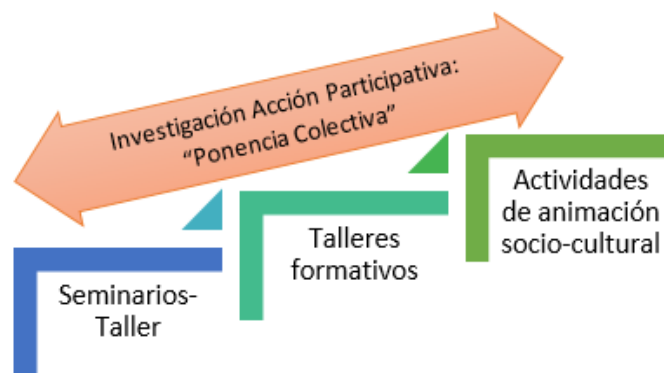 Investigación Acción Participativa:
“Ponencia Colectiva”
Seminarios-
Taller
Talleres
formativos
Actividades
de animación
socio-cultural